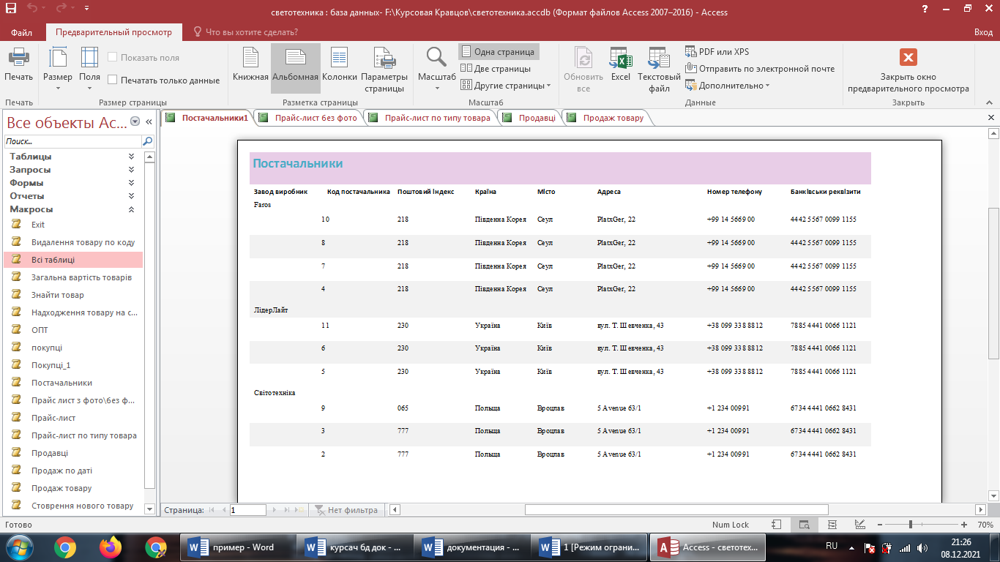 светотехника : база данных- F:\Курсовая Кравцов\светотехника.accdb (Формат файлов Access 2007–2016) - Access
Файл Предварительный просмотр Что вы хотите сделать? Вход
Печать Размер Поля Показать поля Печатать только данные
Книжная Альбомная Колонки Параметры страницы
Масштаб Одна страница Две страницы Другие страницы
Обновить все Excel Текстовый файл PDF или XPS Отправить по электронной почте Дополнительно
Закрыть окно предварительного просмотра
Печать Размер страницы Разметка страницы Масштаб Данные Закрыть
Все объекты Ac...
Поиск...
Таблицы
Запросы
Формы
Отчеты
Макросы
Exit
Видалення товару по коду
Всі таблиці
Загальна вартість товарів
Знайти товар
Надходження товару на с...
ОПТ
покупці
Покупці_1
Постачальники
Прайс лист з фото\без ф...
Прайс-лист
Прайс-лист по типу товара
Продавці
Продаж по даті
Продаж товару
Стоврення нового товару
Постачальники1 Прайс-лист без фото Прайс-лист по типу товара Продавці Продаж товару
Постачальники
Завод виробник Код постачальника Поштовий індекс Країна Місто Адреса Номер телефону Банківськи реквізити
Faros
10 218 Південна Корея Сеул PlatxGer, 22 +99 14 5669 00 4442 5567 0099 1155
8 218 Південна Корея Сеул PlatxGer, 22 +99 14 5669 00 4442 5567 0099 1155
7 218 Південна Корея Сеул PlatxGer, 22 +99 14 5669 00 4442 5567 0099 1155
4 218 Південна Корея Сеул PlatxGer, 22 +99 14 5669 00 4442 5567 0099 1155
ЛідерЛайт
11 230 Україна Київ вул. Т. Шевченка, 43 +38 099 338 8812 7885 4441 0066 1121
6 230 Україна Київ вул. Т. Шевченка, 43 +38 099 338 8812 7885 4441 0066 1121
5 230 Україна Київ вул. Т. Шевченка, 43 +38 099 338 8812 7885 4441 0066 1121
Світотехніка
9 065 Польща Вроцлав 5 Avenue 63/1 +1 234 00991 6734 4441 0662 8431
3 777 Польща Вроцлав 5 Avenue 63/1 +1 234 00991 6734 4441 0662 8431
2 777 Польща Вроцлав 5 Avenue 63/1 +1 234 00991 6734 4441 0662 8431
Страница: 1 Нет фильтра
Готово Num Lock 70%
пример - Word курсач бд док - ... документация - ... 1 [Режим ограни... Access - светотех... RU 21:26
08.12.2021